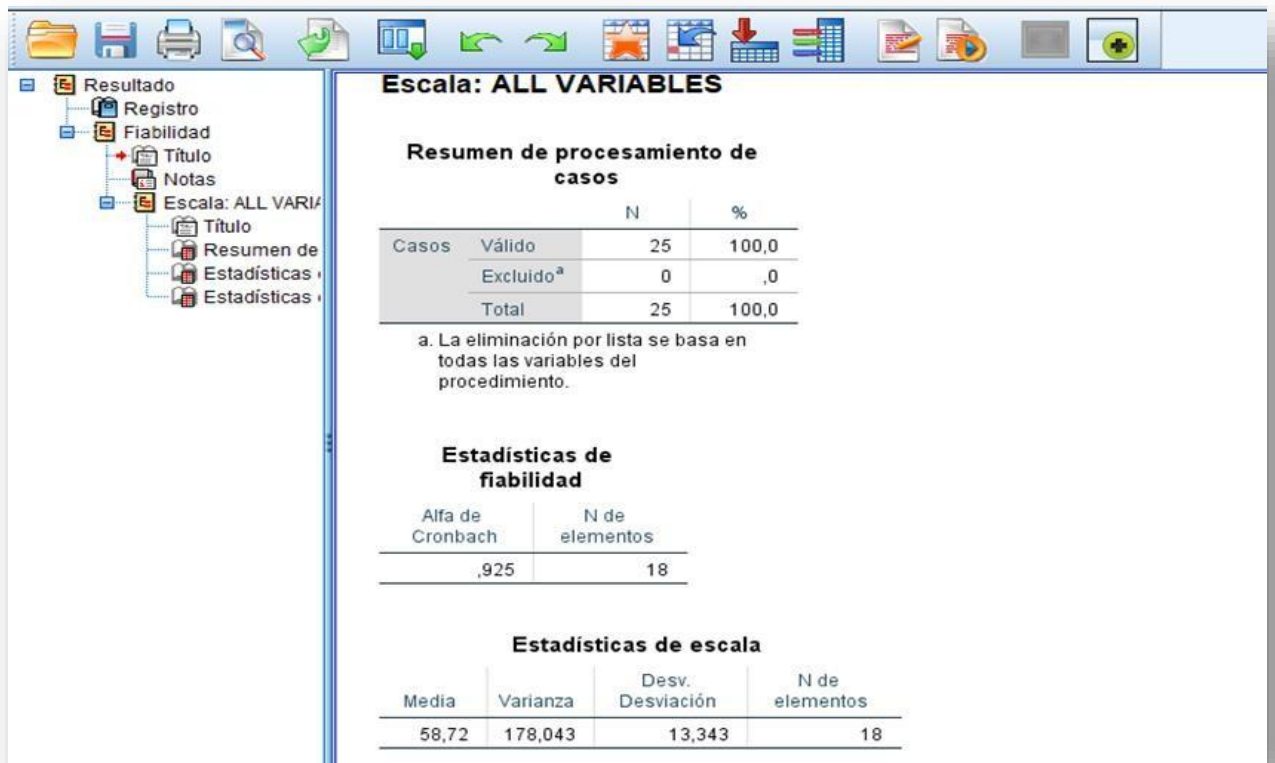 Resultado
Registro
Fiabilidad
Título
Notas
Escala: ALL VARIA
Título
Resumen de
Estadísticas
Estadísticas
Escala: ALL VARIABLES
Resumen de procesamiento de
casos
N %
Casos Válido 25 100,0
Excluidoa 0 ,0
Total 25 100,0
a. La eliminación por lista se basa en
todas las variables del
procedimiento.
Estadísticas de
fiabilidad
Alfa de
Cronbach
N de
elementos
,925 18
Estadísticas de escala
Media Varianza Desv.
Desviación
N de
elementos
58,72 178,043 13,343 18